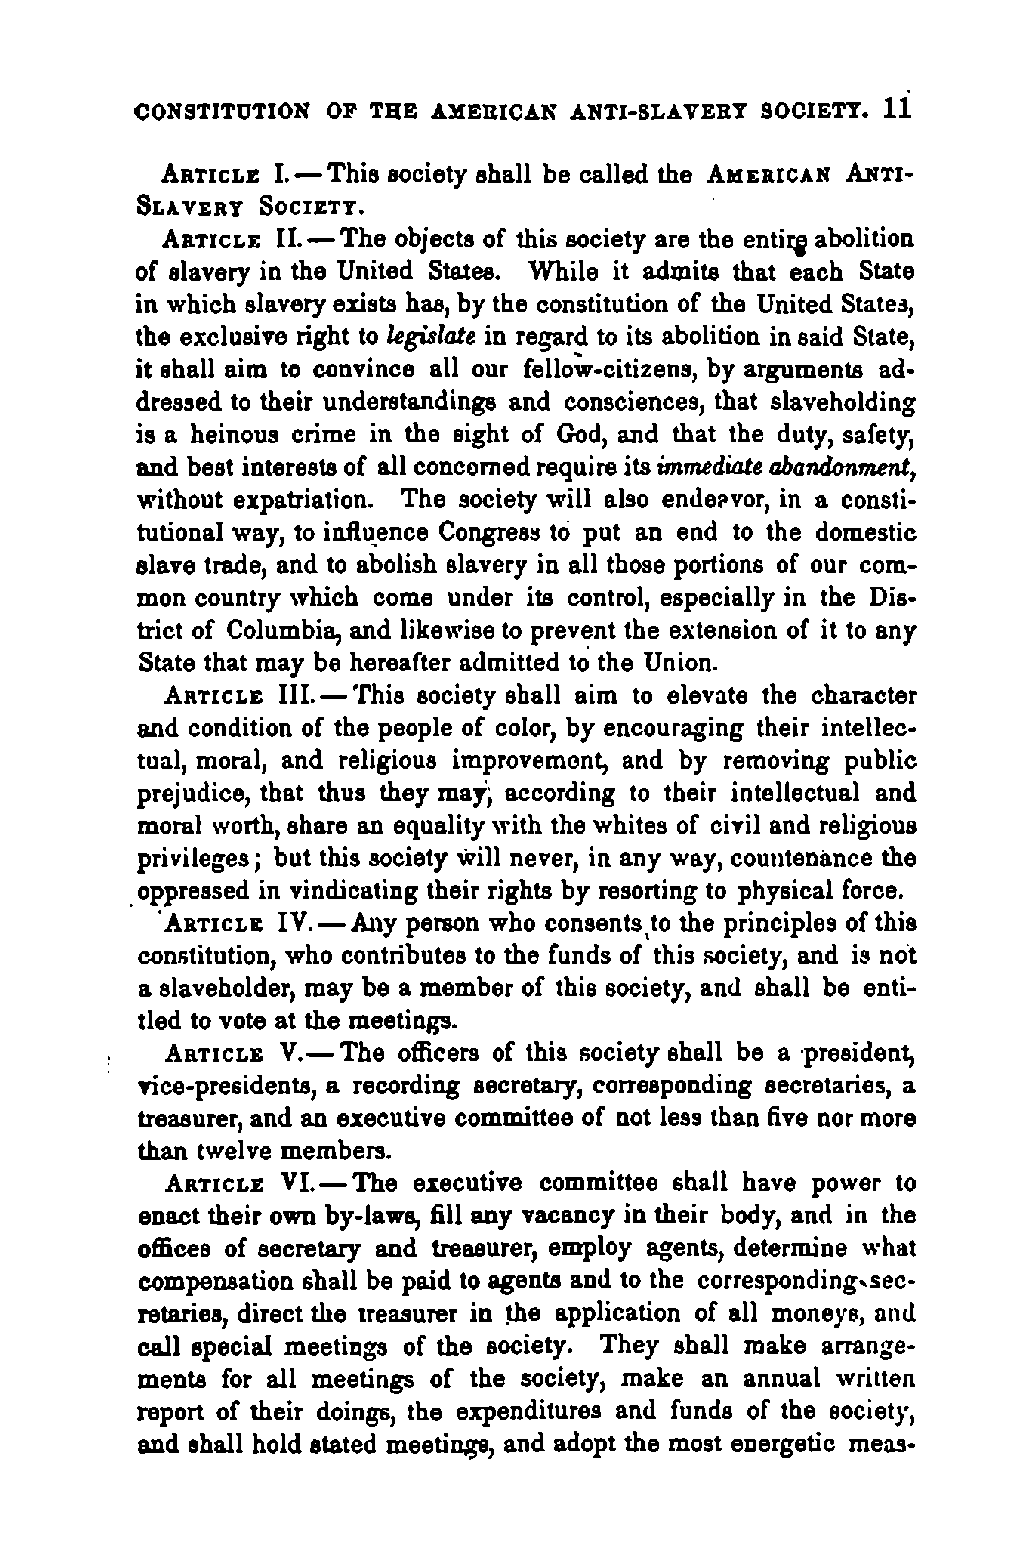 CONSTITUTION OF THE AMERICAN ANTI-SLAVERY SOCIETY. 11
ARTICLE I.—This society shall be called the AMERICAN ANTI-
SLAVERY SOCIETY.
ARTICLE II.—The objects of this society are the entire abolition
of slavery in the United States. While it admits that each State
in which slavery exists has, by the constitution of the United States,
the exclusive right to legislate in regard to its abolition in said State,
it shall aim to convince all our fellow-citizens, by arguments ad-
dressed to their understandings and consciences, that slaveholding
is a heinous crime in the sight of God, and that the duty, safety,
and best interests of all concerned require its immediate abandonment,
without expatriation. The society will also endeavor, in a consti-
tutional way, to influence Congress to put an end to the domestic
slave trade, and to abolish slavery in all those portions of our com-
mon country which come under its control, especially in the Dis-
trict of Columbia, and likewise to prevent the extension of it to any
State that may be hereafter admitted to the Union.
ARTICLE III.—This society shall aim to elevate the character
and condition of the people of color, by encouraging their intellec-
tual, moral, and religious improvement, and by removing public
prejudice, that thus they may, according to their intellectual and
moral worth, share an equality with the whites of civil and religious
privileges; but this society will never, in any way, countenance the
oppressed in vindicating their rights by resorting to physical force.
ARTICLE IV.—Any person who consents to the principles of this
constitution, who contributes to the funds of this society, and is not
a slaveholder, may be a member of this society, and shall be enti-
tled to vote at the meetings.
ARTICLE V.—The officers of this society shall be a president,
vice-presidents, a recording secretary, corresponding secretaries, a
treasurer, and an executive committee of not less than five nor more
than twelve members.
ARTICLE VI.—The executive committee shall have power to
enact their own by-laws, fill any vacancy in their body, and in the
offices of secretary and treasurer, employ agents, determine what
compensation shall be paid to agents and to the corresponding sec-
retaries, direct the treasurer in the application of all moneys, and
call special meetings of the society. They shall make arrange-
ments for all meetings of the society, make an annual written
report of their doings, the expenditures and funds of the society,
and shall hold stated meetings, and adopt the most energetic meas-